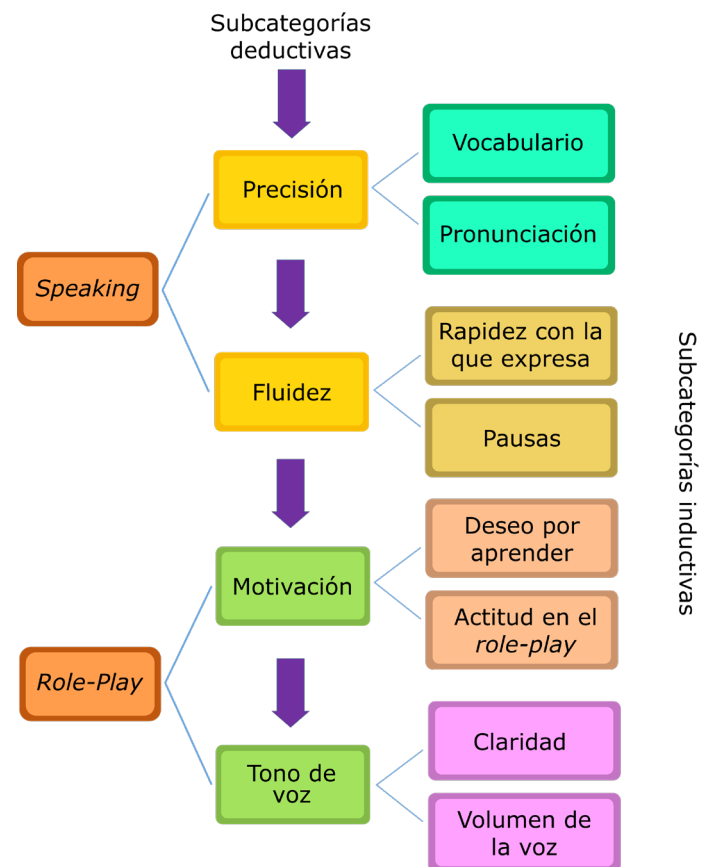 Subcategorías
deductivas
Vocabulario
Precisión
Pronunciación
Speaking
Rapidez con la
que expresa
Fluidez
Pausas
Subcategorías inductivas
Deseo por
aprender
Motivación
Actitud en el
role-play
Role-Play
Claridad
Tono de
voz
Volumen de
la voz